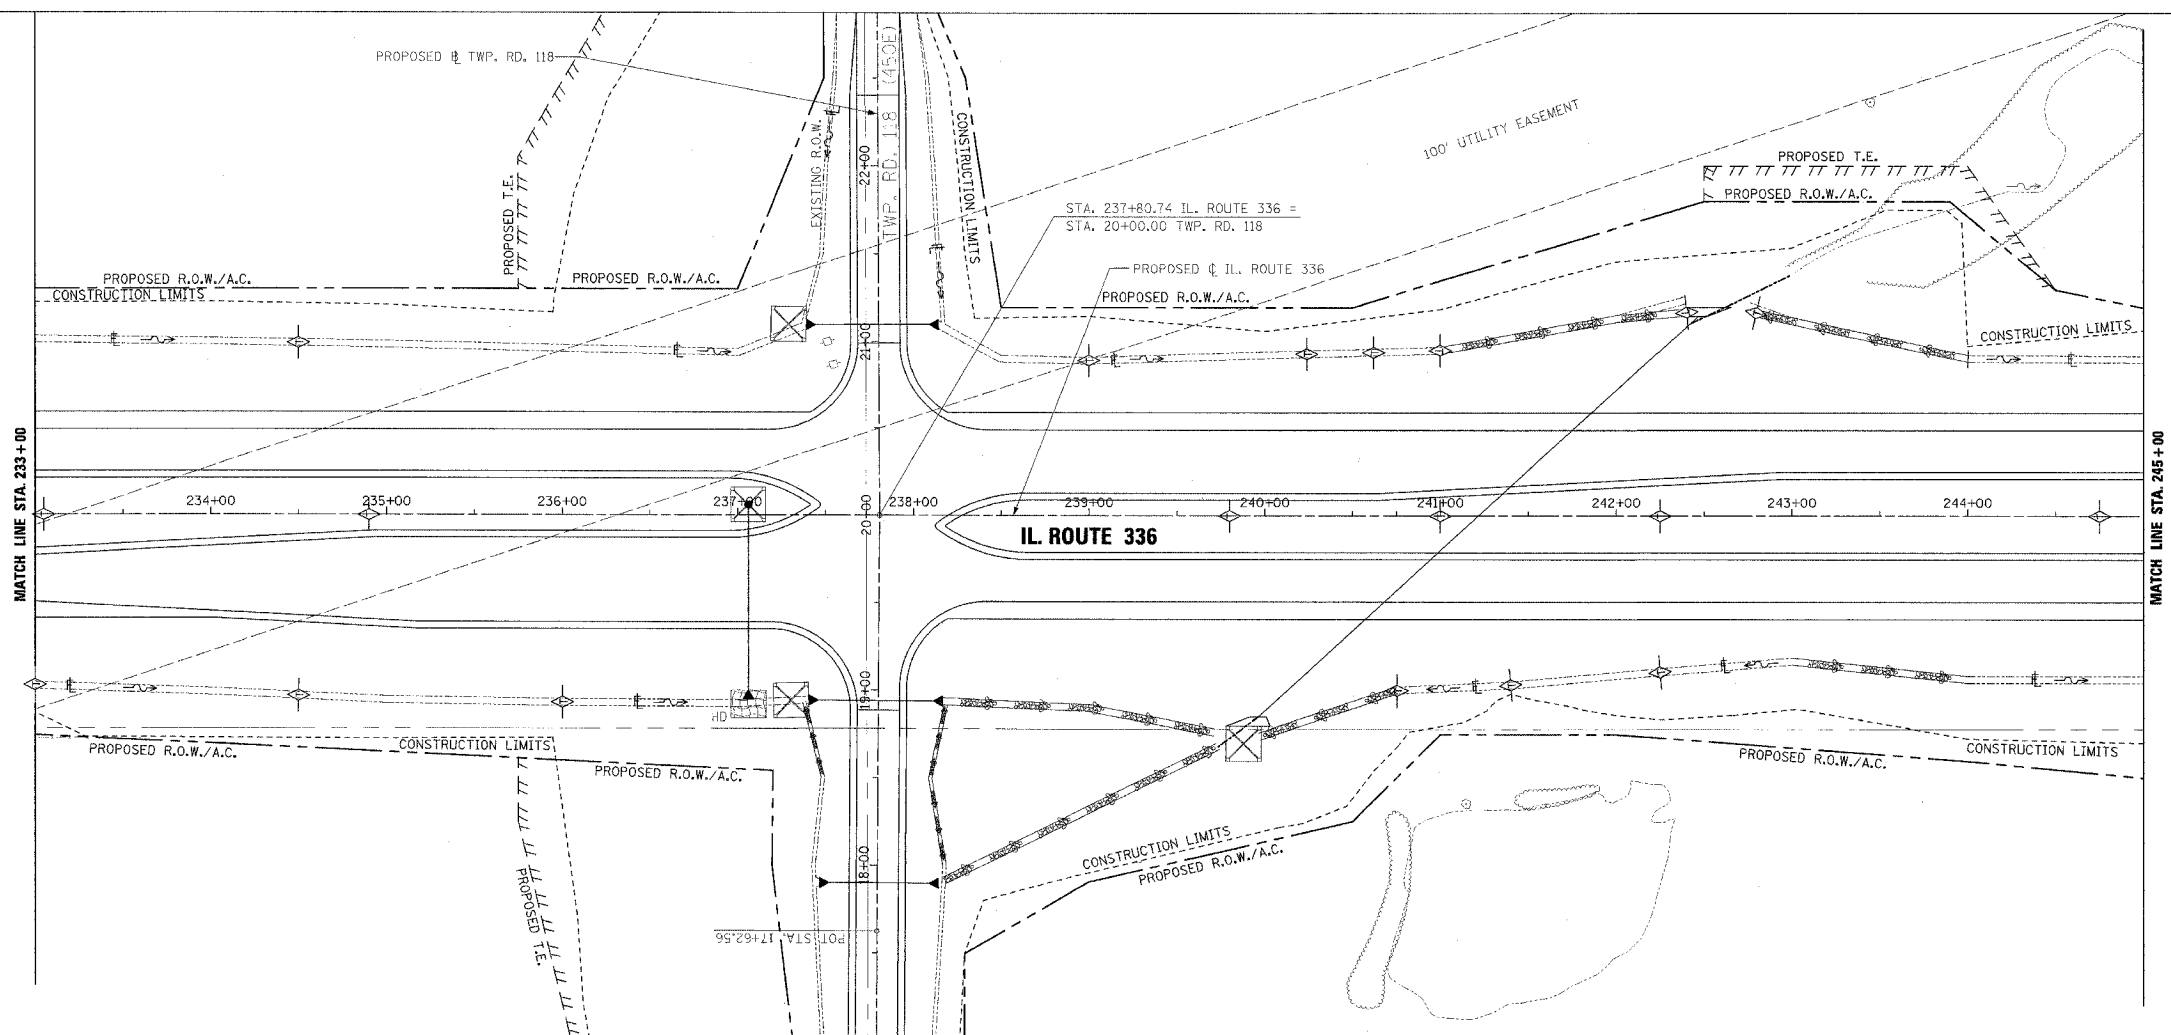 PROPOSED ⅊ TWP. RD. 118
TWP. RD. 118 (450E)
EXISTING R.O.W.
22+00
CONSTRUCTION LIMITS
100' UTILITY EASEMENT
PROPOSED T.E.
PROPOSED R.O.W./A.C.
PROPOSED T.E.
STA. 237+80.74 IL. ROUTE 336 =
STA. 20+00.00 TWP. RD. 118
PROPOSED ℄ IL. ROUTE 336
PROPOSED R.O.W./A.C.
CONSTRUCTION LIMITS
PROPOSED R.O.W./A.C.
PROPOSED R.O.W./A.C.
CONSTRUCTION LIMITS
21+00
MATCH LINE STA. 233+00
234+00
235+00
236+00
237+00
238+00
239+00
240+00
241+00
242+00
243+00
244+00
20+00
IL. ROUTE 336
MATCH LINE STA. 245+00
19+00
HD
PROPOSED R.O.W./A.C.
CONSTRUCTION LIMITS
PROPOSED R.O.W./A.C.
PROPOSED R.O.W./A.C.
CONSTRUCTION LIMITS
CONSTRUCTION LIMITS
PROPOSED R.O.W./A.C.
18+00
PROPOSED T.E.
POT STA. 17+62.56